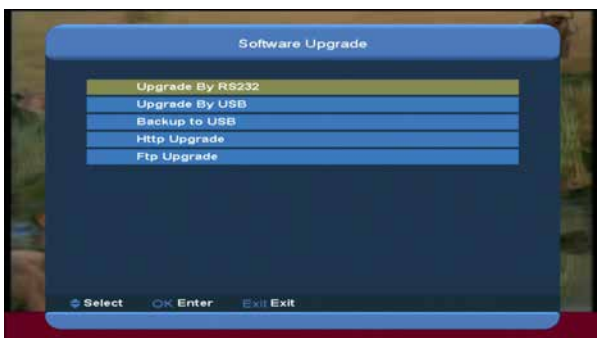 Software Upgrade
Upgrade By RS232
Upgrade By USB
Backup to USB
Http Upgrade
Ftp Upgrade
Select OK Enter Exit Exit